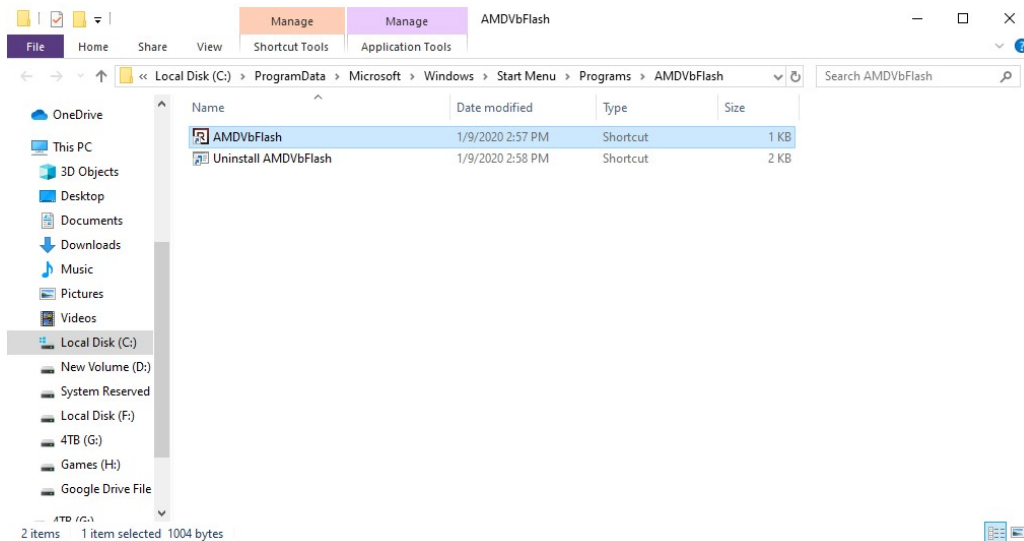 Manage Manage AMDVbFlash
File Home Share View Shortcut Tools Application Tools
« Local Disk (C:) › ProgramData › Microsoft › Windows › Start Menu › Programs › AMDVbFlash Search AMDVbFlash
Name Date modified Type Size
AMDVbFlash 1/9/2020 2:57 PM Shortcut 1 KB
Uninstall AMDVbFlash 1/9/2020 2:58 PM Shortcut 2 KB
OneDrive
This PC
3D Objects
Desktop
Documents
Downloads
Music
Pictures
Videos
Local Disk (C:)
New Volume (D:)
System Reserved
Local Disk (F:)
4TB (G:)
Games (H:)
Google Drive File
4TB (G:)
2 items 1 item selected 1004 bytes